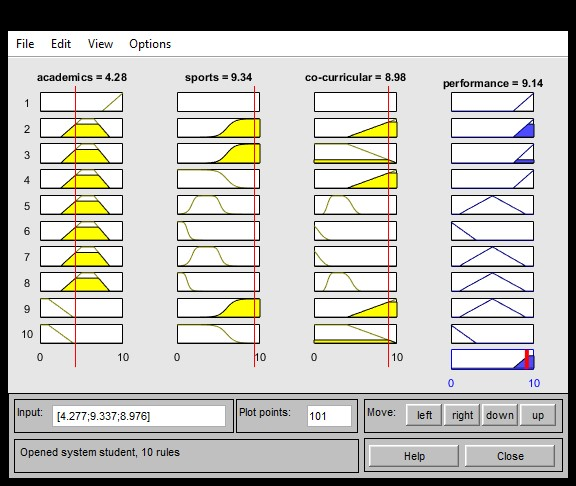 File Edit View Options
academics = 4.28 sports = 9.34 co-curricular = 8.98 performance = 9.14
1
2
3
4
5
6
7
8
9
10
0 10 0 10 0 10
0 10
Input: [4.277;9.337;8.976] Plot points: 101 Move: left right down up
Opened system student, 10 rules Help Close